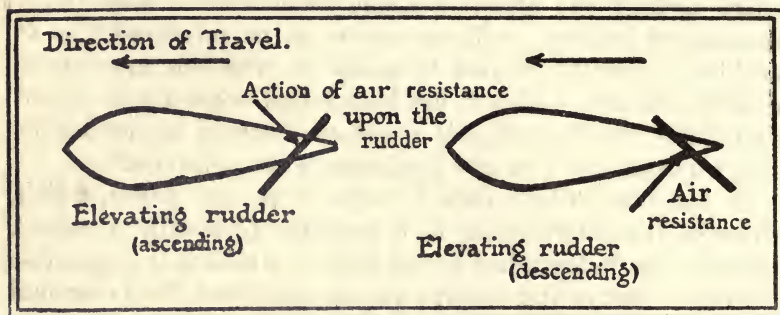 Direction of Travel.
Action of air resistance
upon the
rudder
Elevating rudder
(ascending)
Air
resistance
Elevating rudder
(descending)